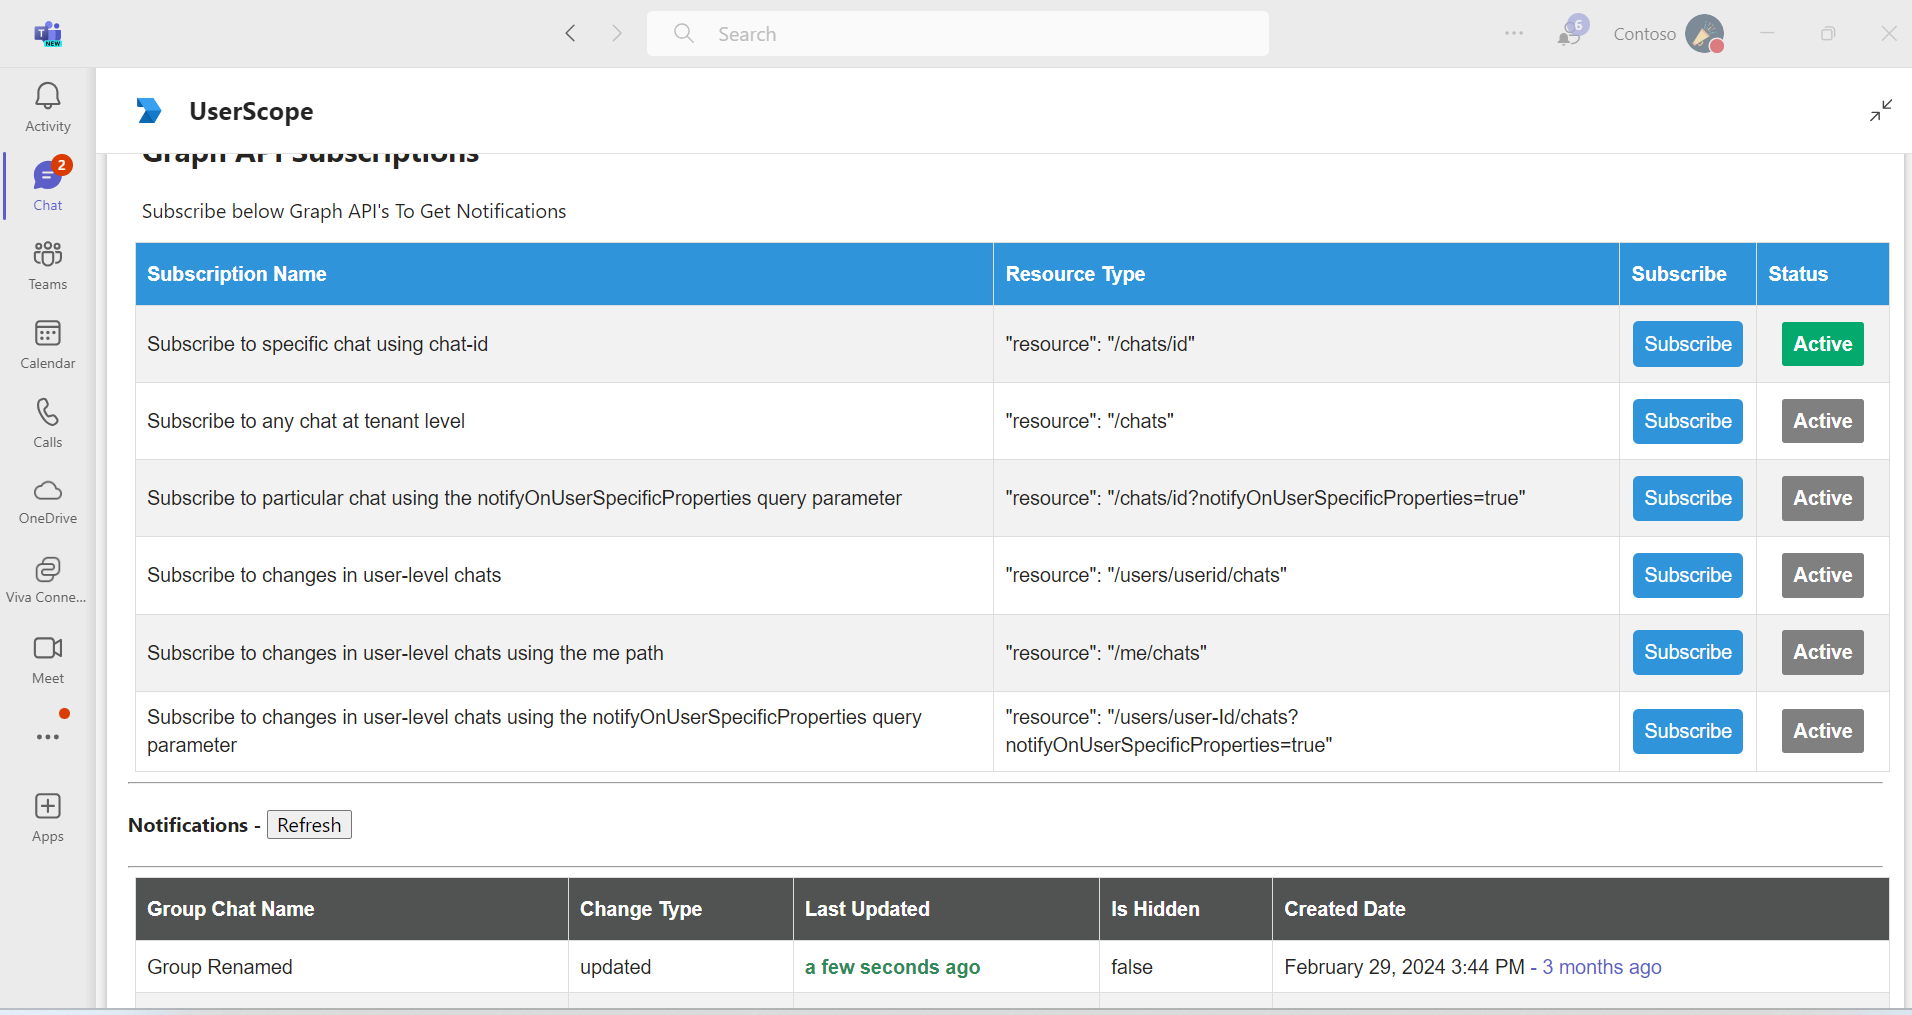 T NEW
Search
6
Contoso
Activity
2
Chat
Teams
Calendar
Calls
OneDrive
Viva Conne...
Meet
Apps
UserScope
Graph API Subscriptions
Subscribe below Graph API's To Get Notifications
Subscription Name Resource Type Subscribe Status
Subscribe to specific chat using chat-id "resource": "/chats/id" Subscribe Active
Subscribe to any chat at tenant level "resource": "/chats" Subscribe Active
Subscribe to particular chat using the notifyOnUserSpecificProperties query parameter "resource": "/chats/id?notifyOnUserSpecificProperties=true" Subscribe Active
Subscribe to changes in user-level chats "resource": "/users/userid/chats" Subscribe Active
Subscribe to changes in user-level chats using the me path "resource": "/me/chats" Subscribe Active
Subscribe to changes in user-level chats using the notifyOnUserSpecificProperties query
parameter
"resource": "/users/user-Id/chats?
notifyOnUserSpecificProperties=true"
Subscribe Active
Notifications - Refresh
Group Chat Name Change Type Last Updated Is Hidden Created Date
Group Renamed updated a few seconds ago false February 29, 2024 3:44 PM - 3 months ago